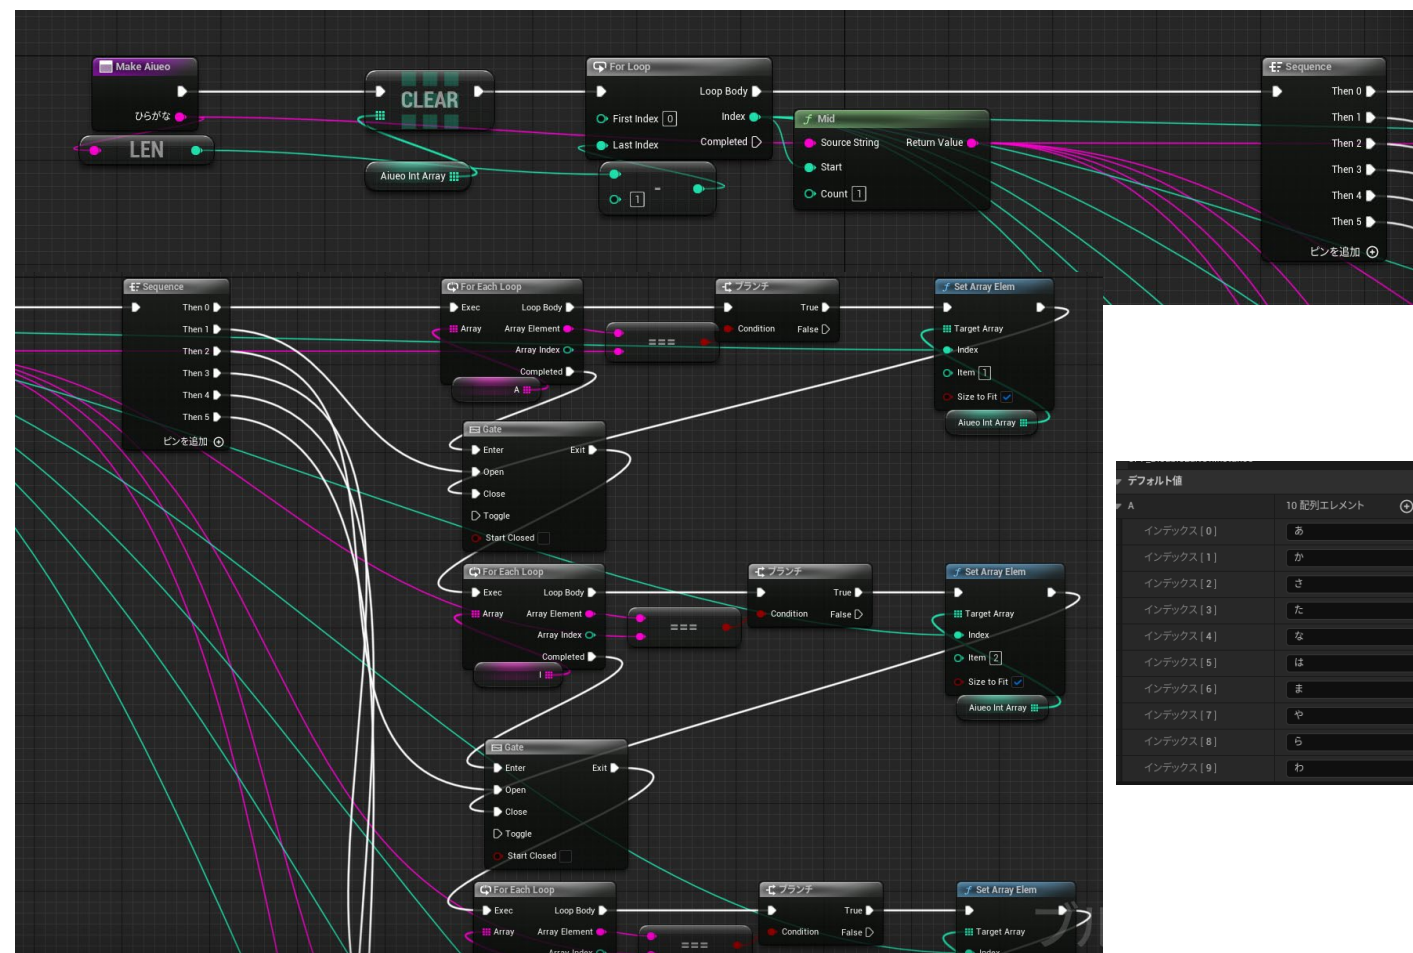 Make Aiueo
ひらがな
LEN
CLEAR
Aiueo Int Array
For Loop
Loop Body
First Index 0
Index
Last Index
Completed
-
1
Mid
Source String
Return Value
Start
Count 1
Sequence
Then 0
Then 1
Then 2
Then 3
Then 4
Then 5
ピンを追加
Sequence
Then 0
Then 1
Then 2
Then 3
Then 4
Then 5
ピンを追加
For Each Loop
Exec
Loop Body
Array
Array Element
Array Index
Completed
A
===
ブランチ
True
Condition
False
Set Array Elem
Target Array
Index
Item 1
Size to Fit
Aiueo Int Array
Gate
Enter
Exit
Open
Close
Toggle
Start Closed
For Each Loop
Exec
Loop Body
Array
Array Element
Array Index
Completed
I
===
ブランチ
True
Condition
False
Set Array Elem
Target Array
Index
Item 2
Size to Fit
Aiueo Int Array
Gate
Enter
Exit
Open
Close
Toggle
Start Closed
For Each Loop
Exec
Loop Body
Array
Array Element
Array Index
===
ブランチ
True
Condition
False
Set Array Elem
Target Array
Index
デフォルト値
A
10 配列エレメント
インデックス [ 0 ]
あ
インデックス [ 1 ]
か
インデックス [ 2 ]
さ
インデックス [ 3 ]
た
インデックス [ 4 ]
な
インデックス [ 5 ]
は
インデックス [ 6 ]
ま
インデックス [ 7 ]
や
インデックス [ 8 ]
ら
インデックス [ 9 ]
わ